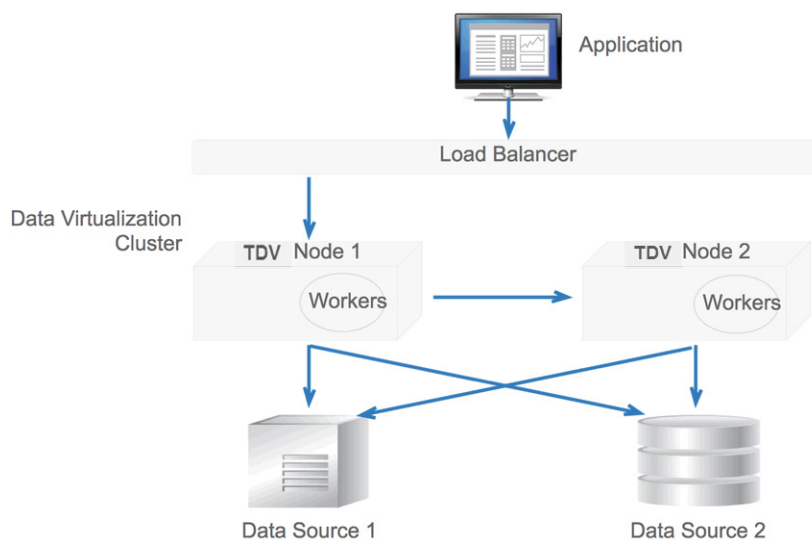 Application
Load Balancer
Data Virtualization
Cluster
TDV Node 1
TDV Node 2
Workers
Workers
Data Source 1
Data Source 2